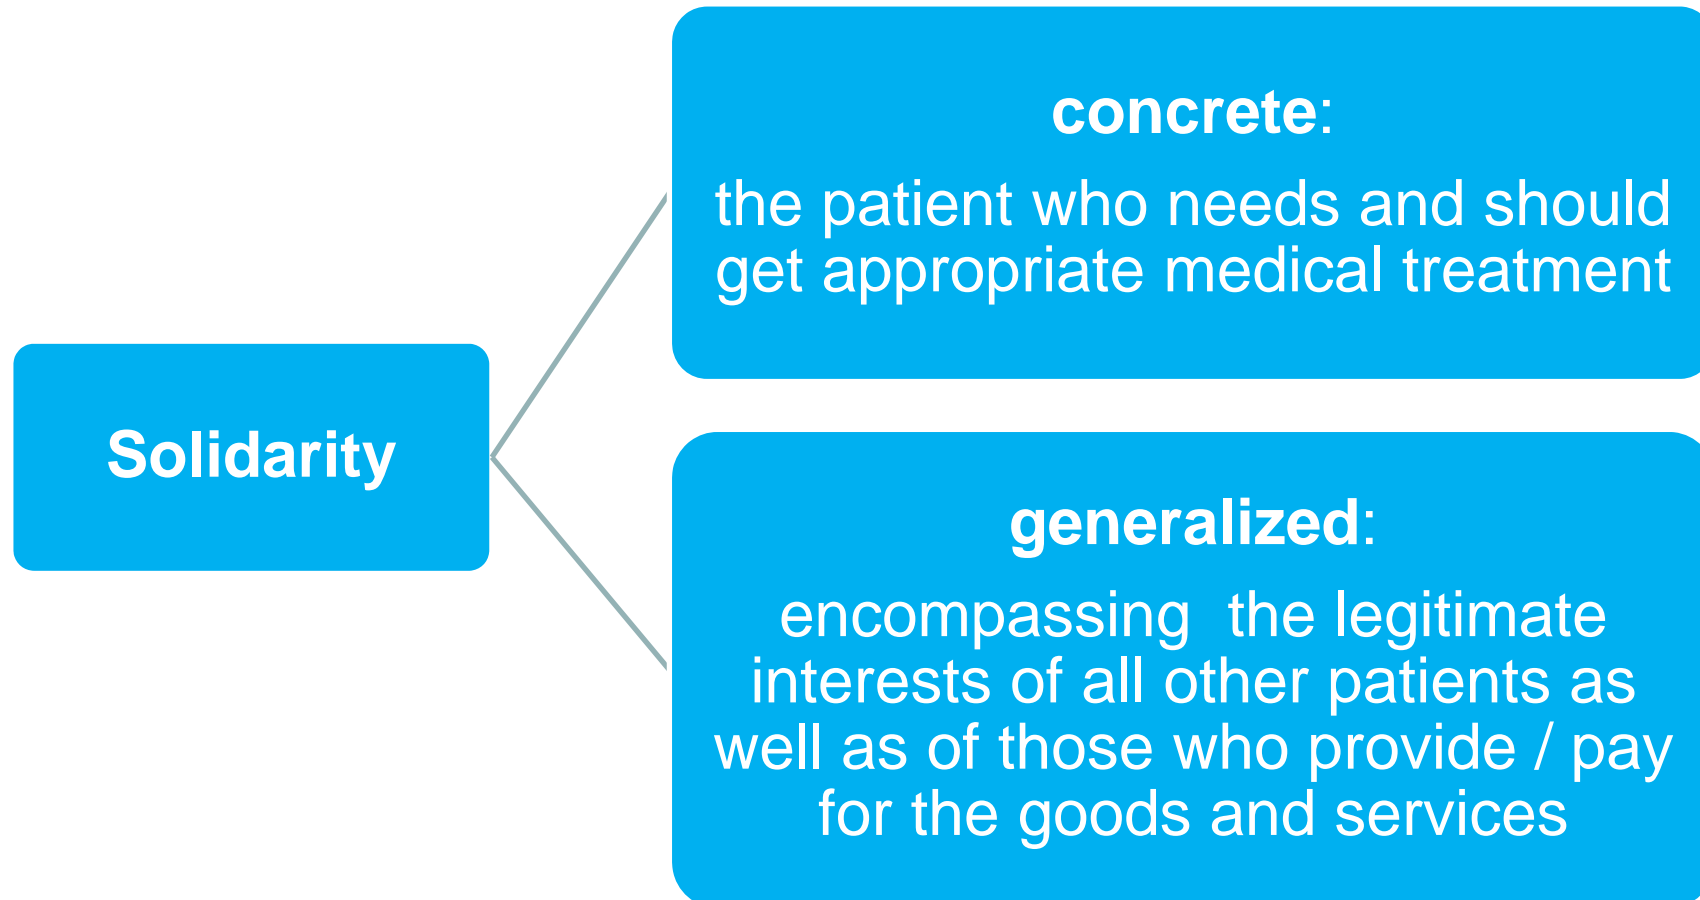 Solidarity
concrete:
the patient who needs and should
get appropriate medical treatment
generalized:
encompassing  the legitimate
interests of all other patients as
well as of those who provide / pay
for the goods and services